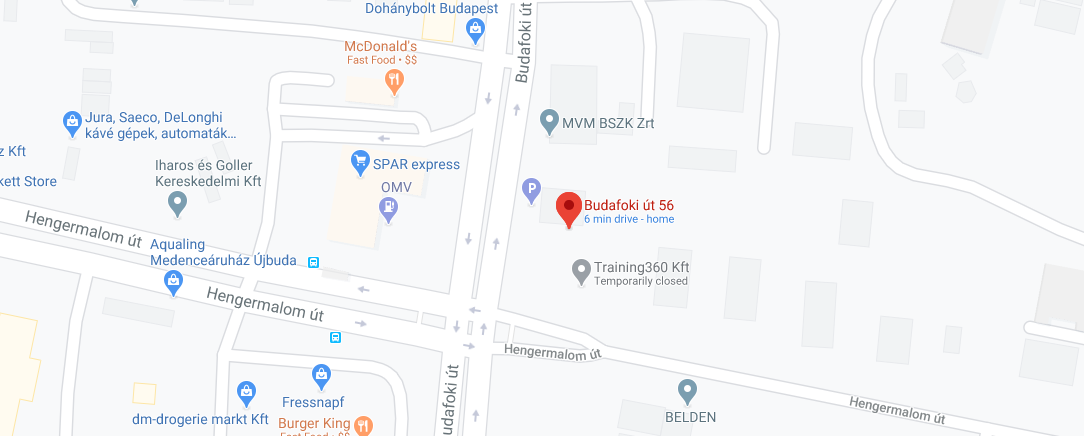 Dohánybolt Budapest
Budafoki út
McDonald's
Fast Food • $$
Jura, Saeco, DeLonghi
kávé gépek, automaták...
MVM BSZK Zrt
z Kft
SPAR express
Iharos és Goller
Kereskedelmi Kft
kett Store
OMV
P
Budafoki út 56
6 min drive - home
Hengermalom út
Aqualing
Medenceáruház Újbuda
Training360 Kft
Temporarily closed
Hengermalom út
Hengermalom út
udafoki út
Fressnapf
dm-drogerie markt Kft
Burger King
Fast Food • $$
BELDEN
Hengermalom út